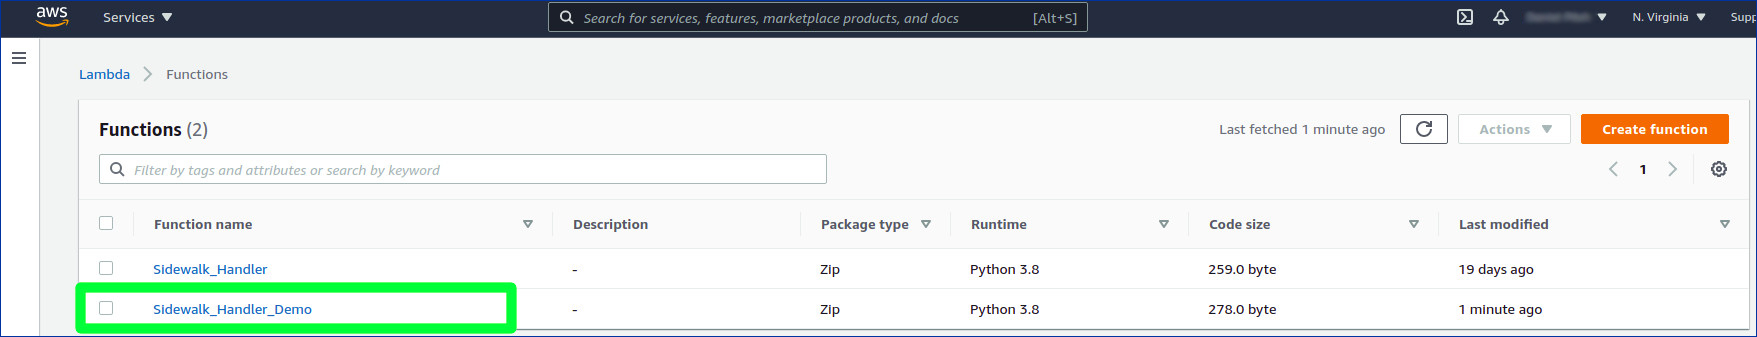 aws Services Search for services, features, marketplace products, and docs [Alt+S] N. Virginia Supp
Lambda Functions
Functions (2) Last fetched 1 minute ago Actions Create function
Filter by tags and attributes or search by keyword 1
Function name Description Package type Runtime Code size Last modified
Sidewalk_Handler - Zip Python 3.8 259.0 byte 19 days ago
Sidewalk_Handler_Demo - Zip Python 3.8 278.0 byte 1 minute ago